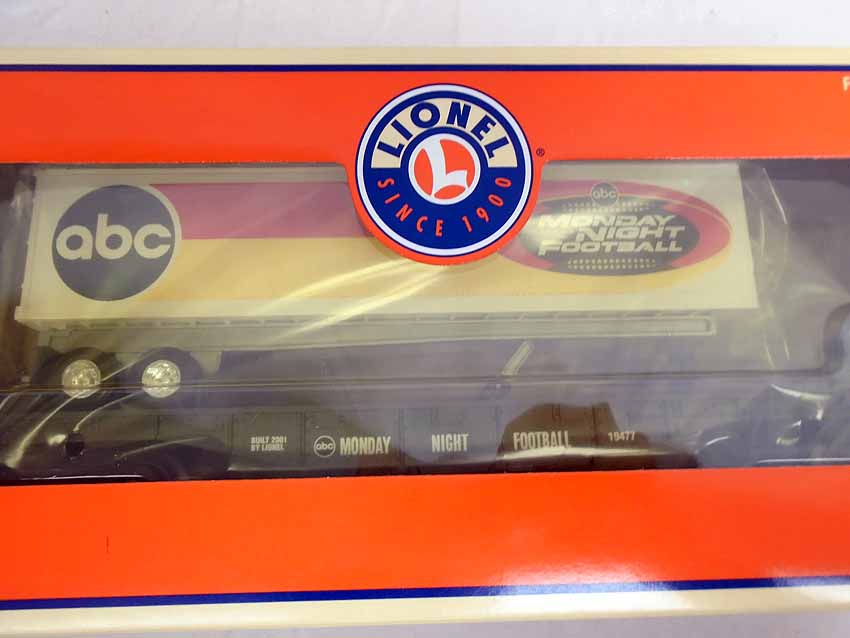 LIONEL
SINCE 1900
®
abc
abc
MONDAY
NIGHT
FOOTBALL
BUILT 2001
BY LIONEL
abc MONDAY NIGHT FOOTBALL 19477